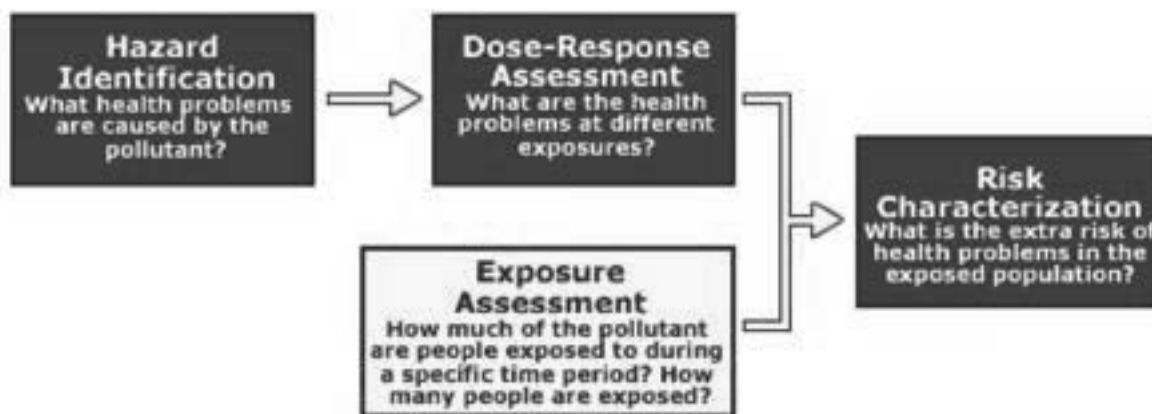 Hazard
Identification
What health problems
are caused by the
pollutant?
Dose-Response
Assessment
What are the health
problems at different
exposures?
Exposure
Assessment
How much of the pollutant
are people exposed to during
a specific time period? How
many people are exposed?
Risk
Characterization
What is the extra risk of
health problems in the
exposed population?